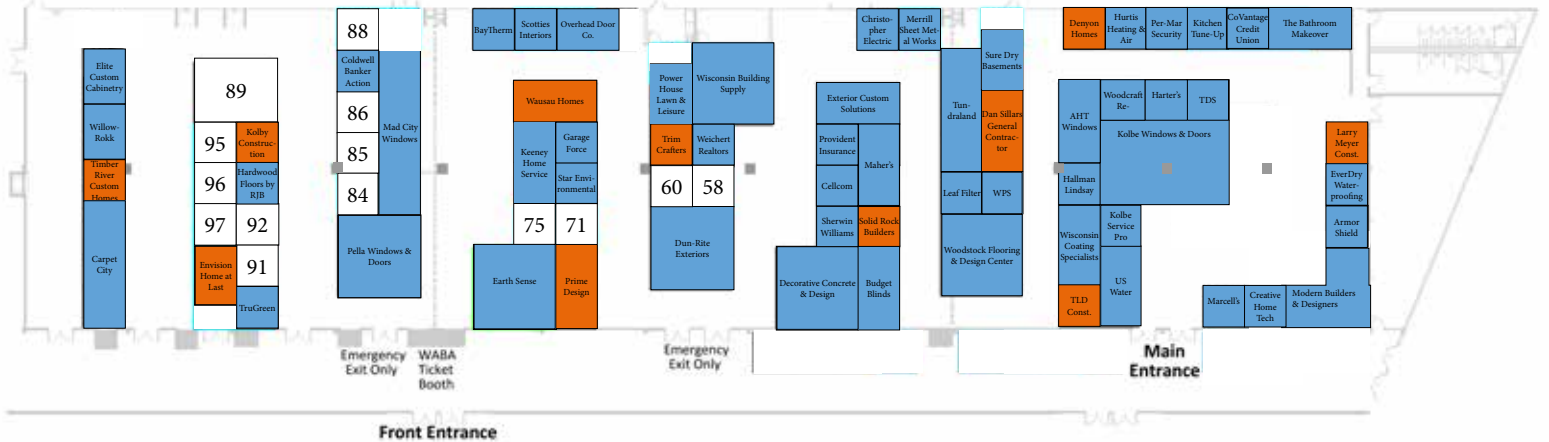 Elite
Custom
Cabinetry
Willow-
Rokk
Timber
River
Custom
Homes
Carpet
City
89
95
Kolby
Construc-
tion
96
Hardwood
Floors by
RJB
97
92
Envision
Home at
Last
91
TruGreen
88
Coldwell
Banker
Action
86
Mad City
Windows
85
84
Pella Windows &
Doors
BayTherm
Scotties
Interiors
Overhead Door
Co.
Wausau Homes
Keeney
Home
Service
Garage
Force
Star Envi-
ronmental
75
71
Earth Sense
Prime
Design
Power
House
Lawn &
Leisure
Wisconsin Building
Supply
Trim
Crafters
Weichert
Realtors
60
58
Dun-Rite
Exteriors
Christo-
pher
Electric
Merrill
Sheet Met-
al Works
Exterior Custom
Solutions
Provident
Insurance
Maher's
Cellcom
Sherwin
Williams
Solid Rock
Builders
Decorative Concrete
& Design
Budget
Blinds
Tun-
draland
Sure Dry
Basements
Dan Sillars
General
Contrac-
tor
Leaf Filter
WPS
Woodstock Flooring
& Design Center
Denyon
Homes
Hurtis
Heating &
Air
Per-Mar
Security
Kitchen
Tune-Up
CoVantage
Credit
Union
The Bathroom
Makeover
AHT
Windows
Woodcraft
Re-
Harter's
TDS
Kolbe Windows & Doors
Hallman
Lindsay
Wisconsin
Coating
Specialists
Kolbe
Service
Pro
TLD
Const.
US
Water
Larry
Meyer
Const.
EverDry
Water-
proofing
Armor
Shield
Marcell's
Creative
Home
Tech
Modern Builders
& Designers
Emergency
Exit Only
WABA
Ticket
Booth
Emergency
Exit Only
Main
Entrance
Front Entrance